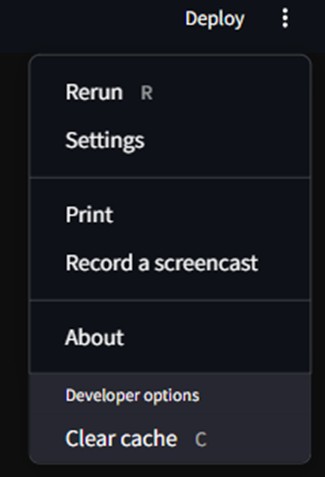 Deploy
Rerun R
Settings
Print
Record a screencast
About
Developer options
Clear cache C